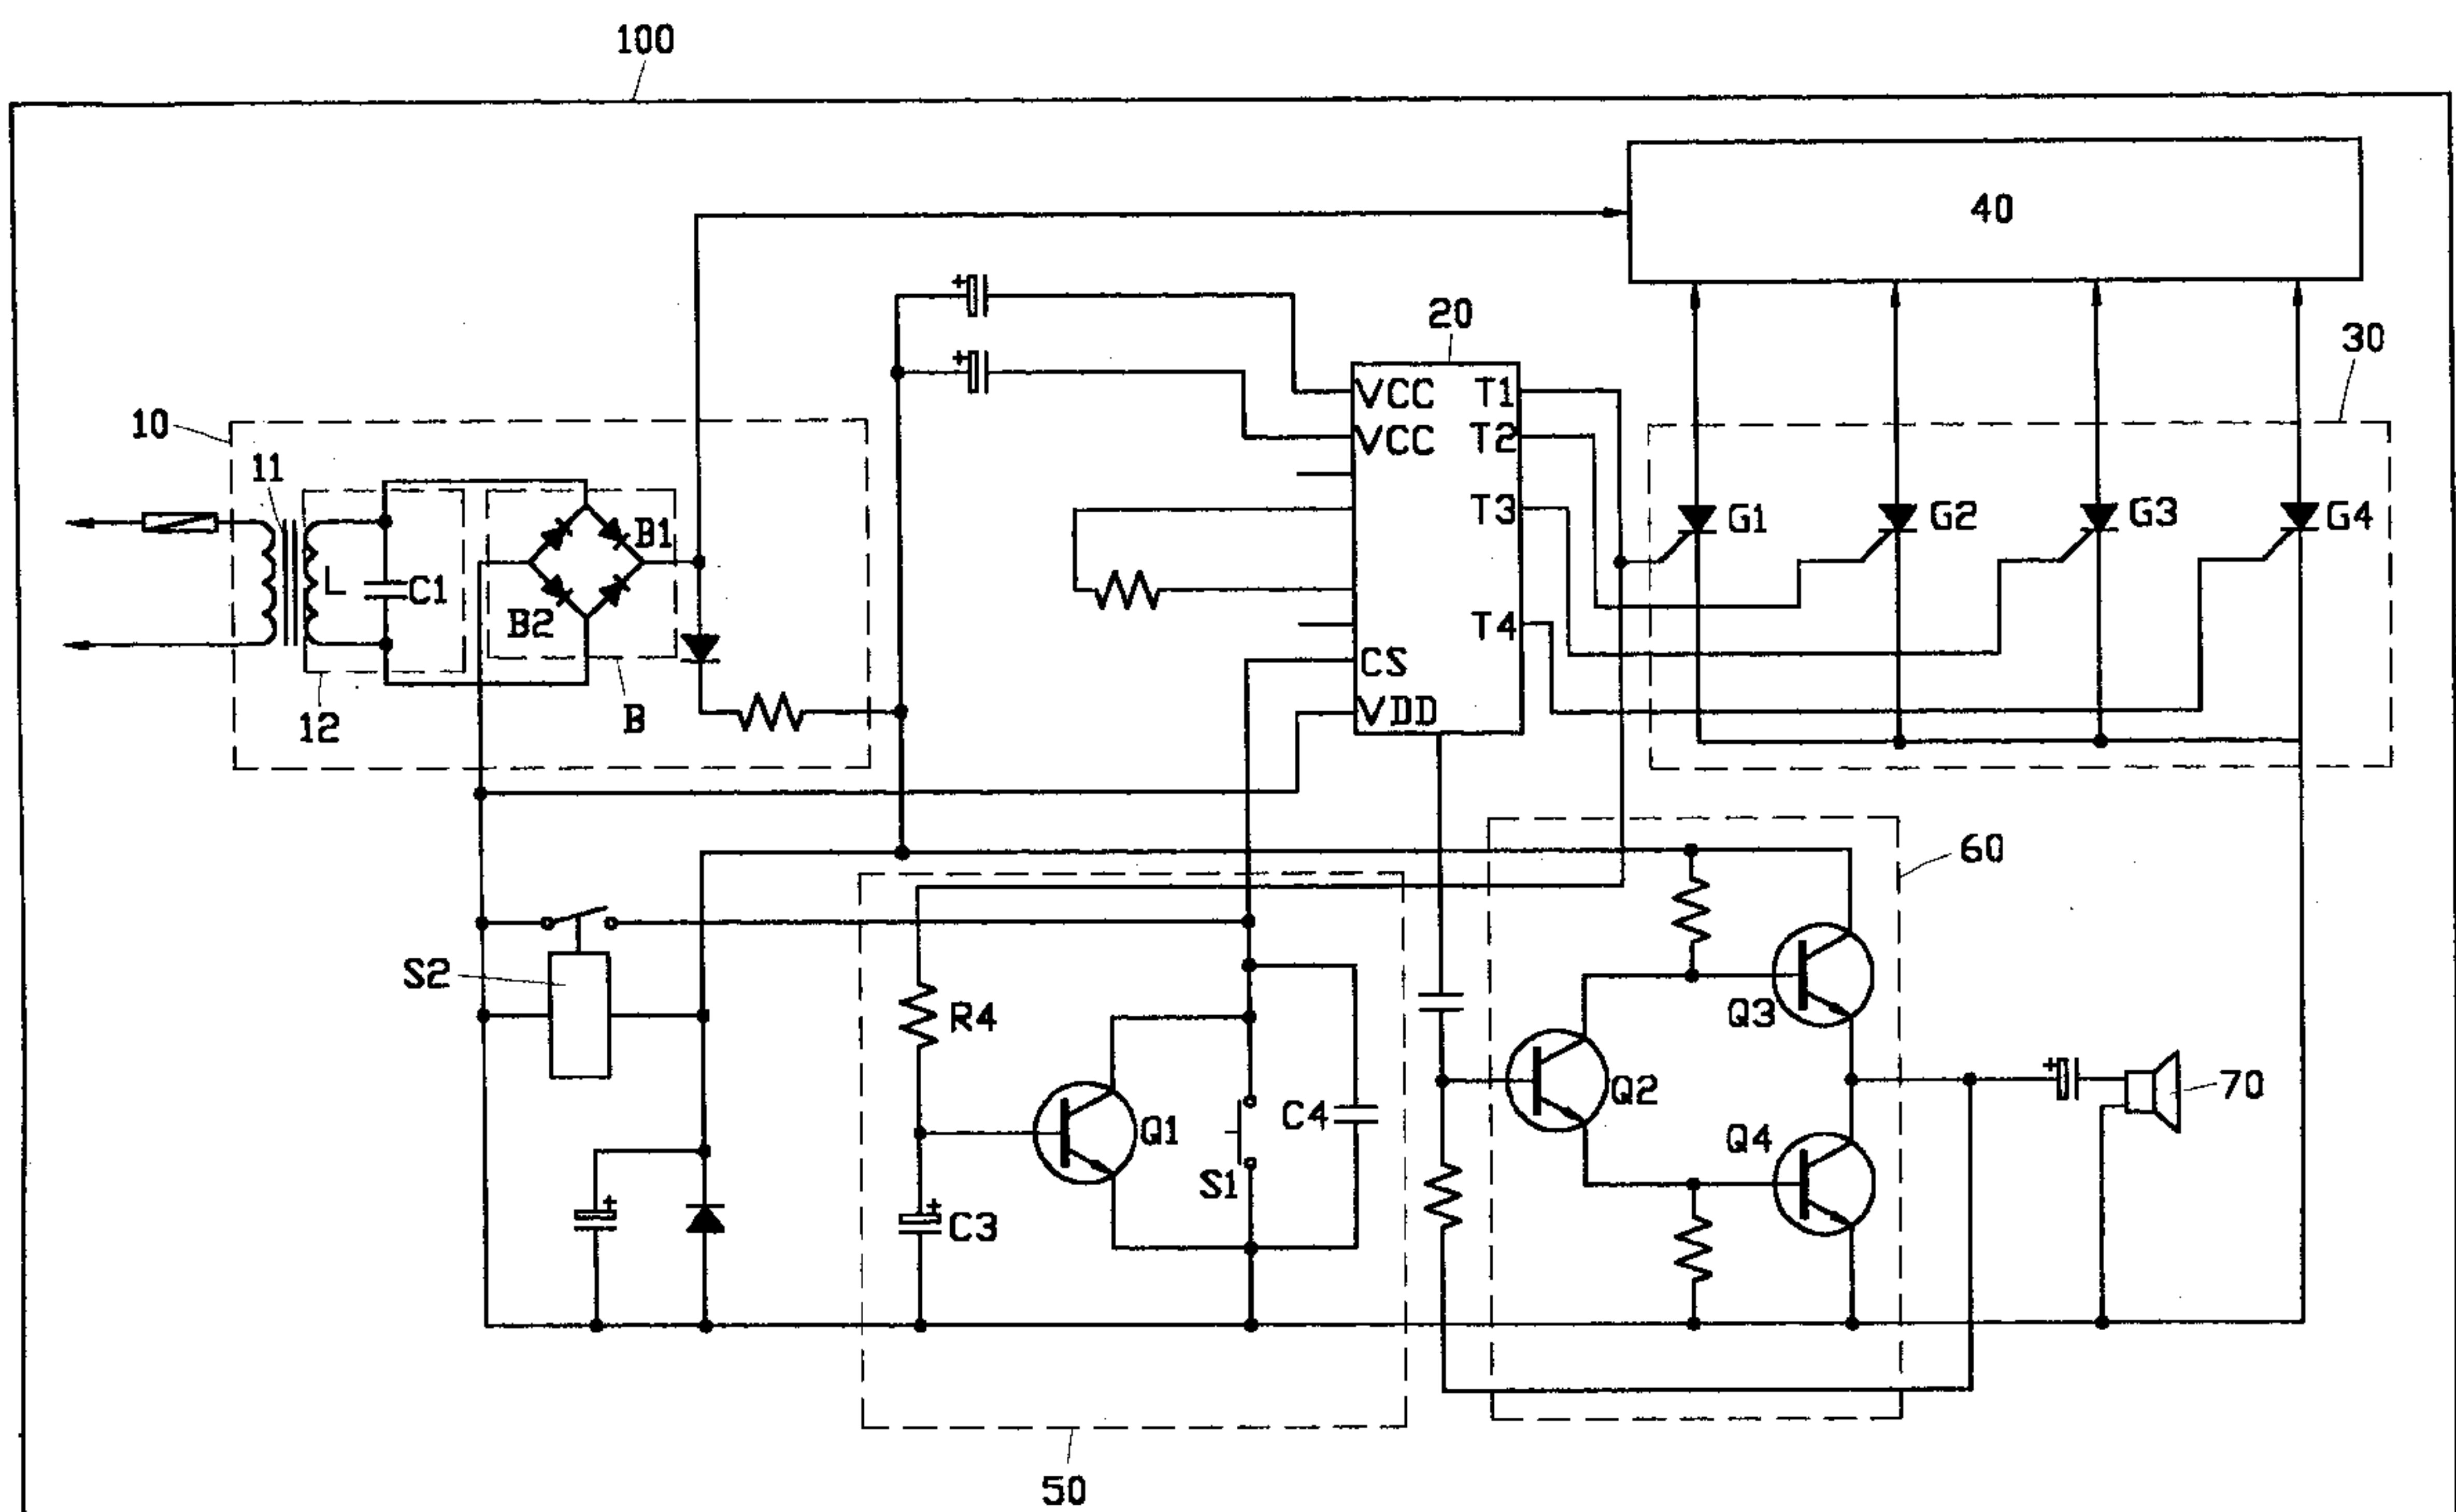 100
40
20
30
10
11
VCC T1
VCC T2
T3
G1 G2 G3 G4
B1
L C1
B2
T4
CS
VDD
12
B
60
S2
R4
Q3
Q2
70
Q1
C4
Q4
S1
C3
50
+
+
+
+
+